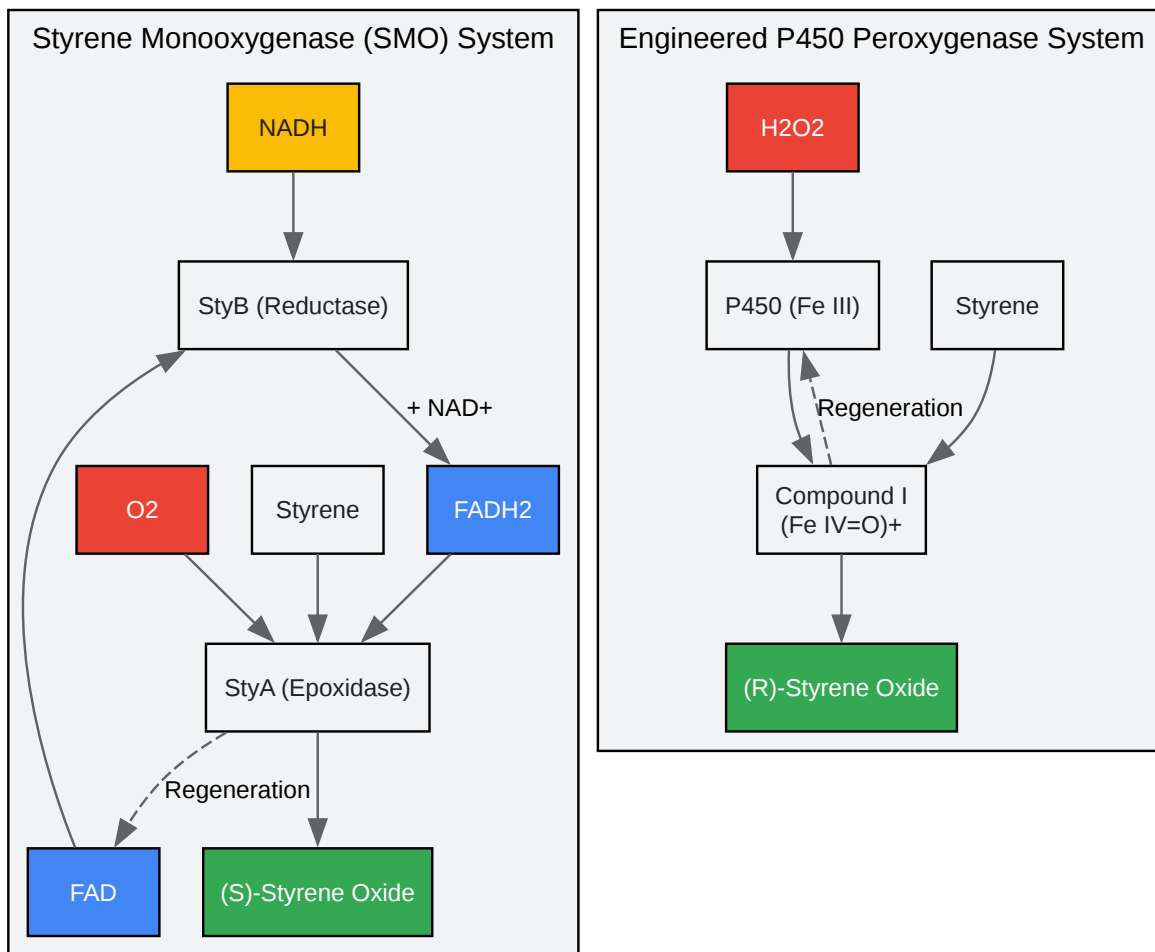 Styrene Monooxygenase (SMO) System
NADH
StyB (Reductase)
+ NAD+
O2
Styrene
FADH2
StyA (Epoxidase)
Regeneration
FAD
(S)-Styrene Oxide
Engineered P450 Peroxygenase System
H2O2
P450 (Fe III)
Styrene
Regeneration
Compound I
(Fe IV=O)+
(R)-Styrene Oxide